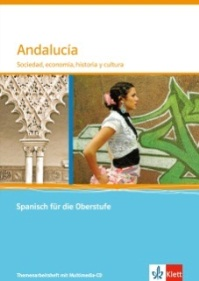 Andalucía
Sociedad, economía, historia y cultura
Spanisch für die Oberstufe
Themenarbeitsheft mit Multimedia-CD
Klett